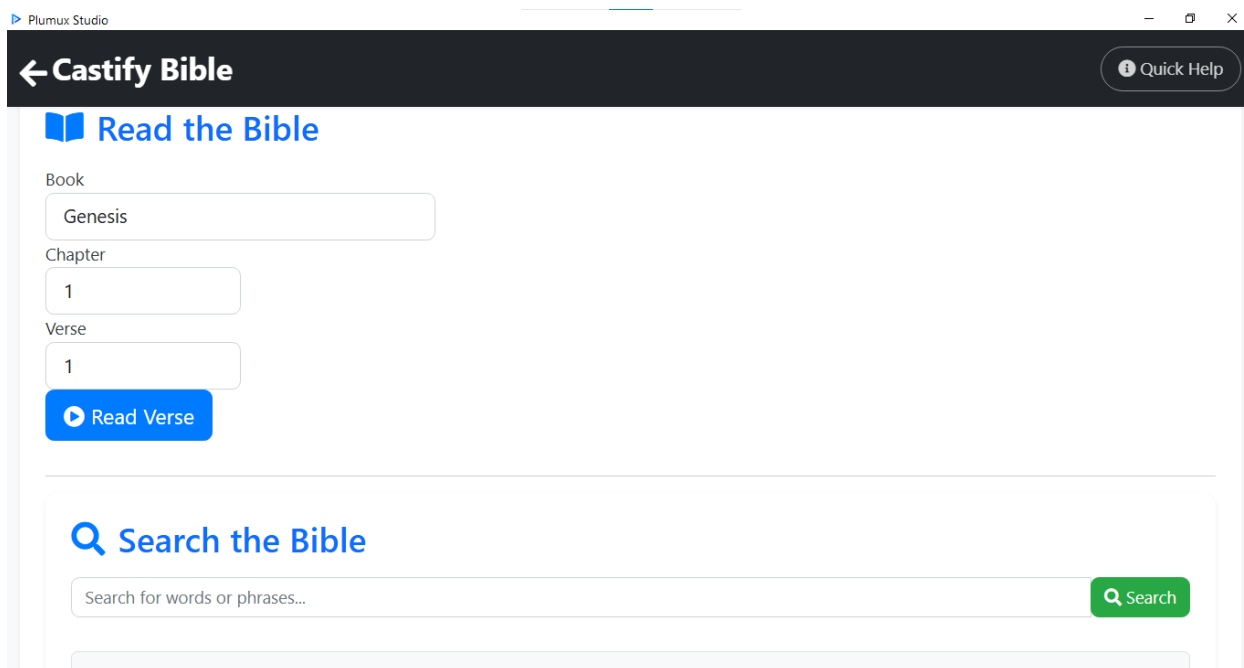 Plumux Studio
Castify Bible
Quick Help
Read the Bible
Book
Genesis
Chapter
1
Verse
1
Read Verse
Search the Bible
Search for words or phrases...
Search